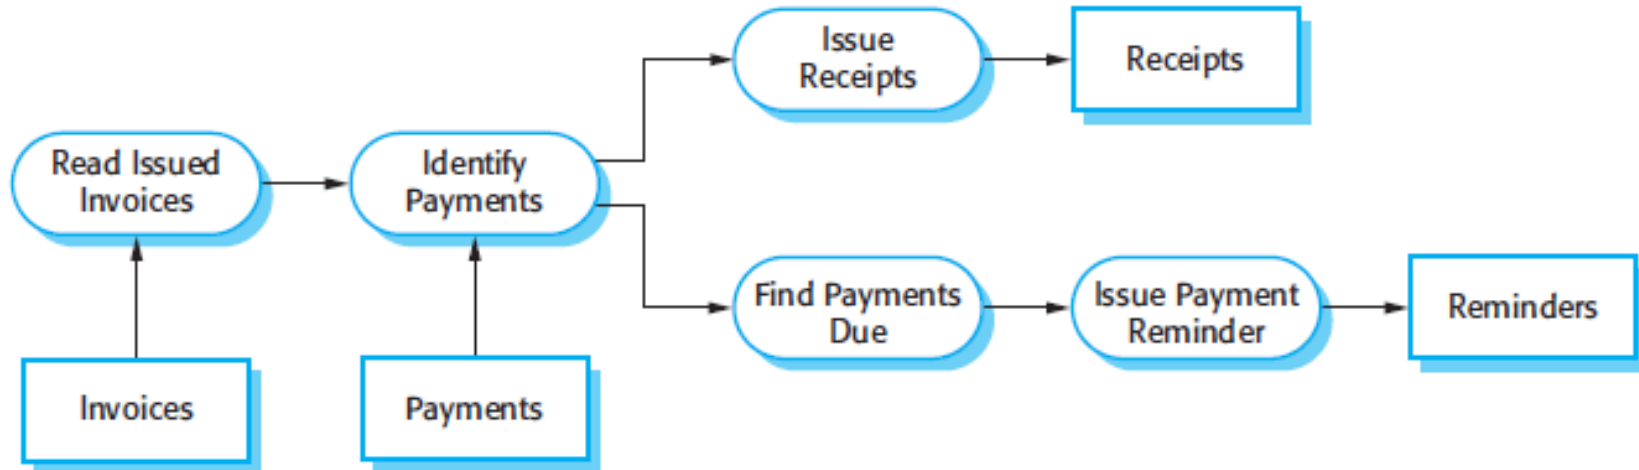 Issue
Receipts
Receipts
Read Issued
Invoices
Identify
Payments
Find Payments
Due
Issue Payment
Reminder
Reminders
Invoices
Payments